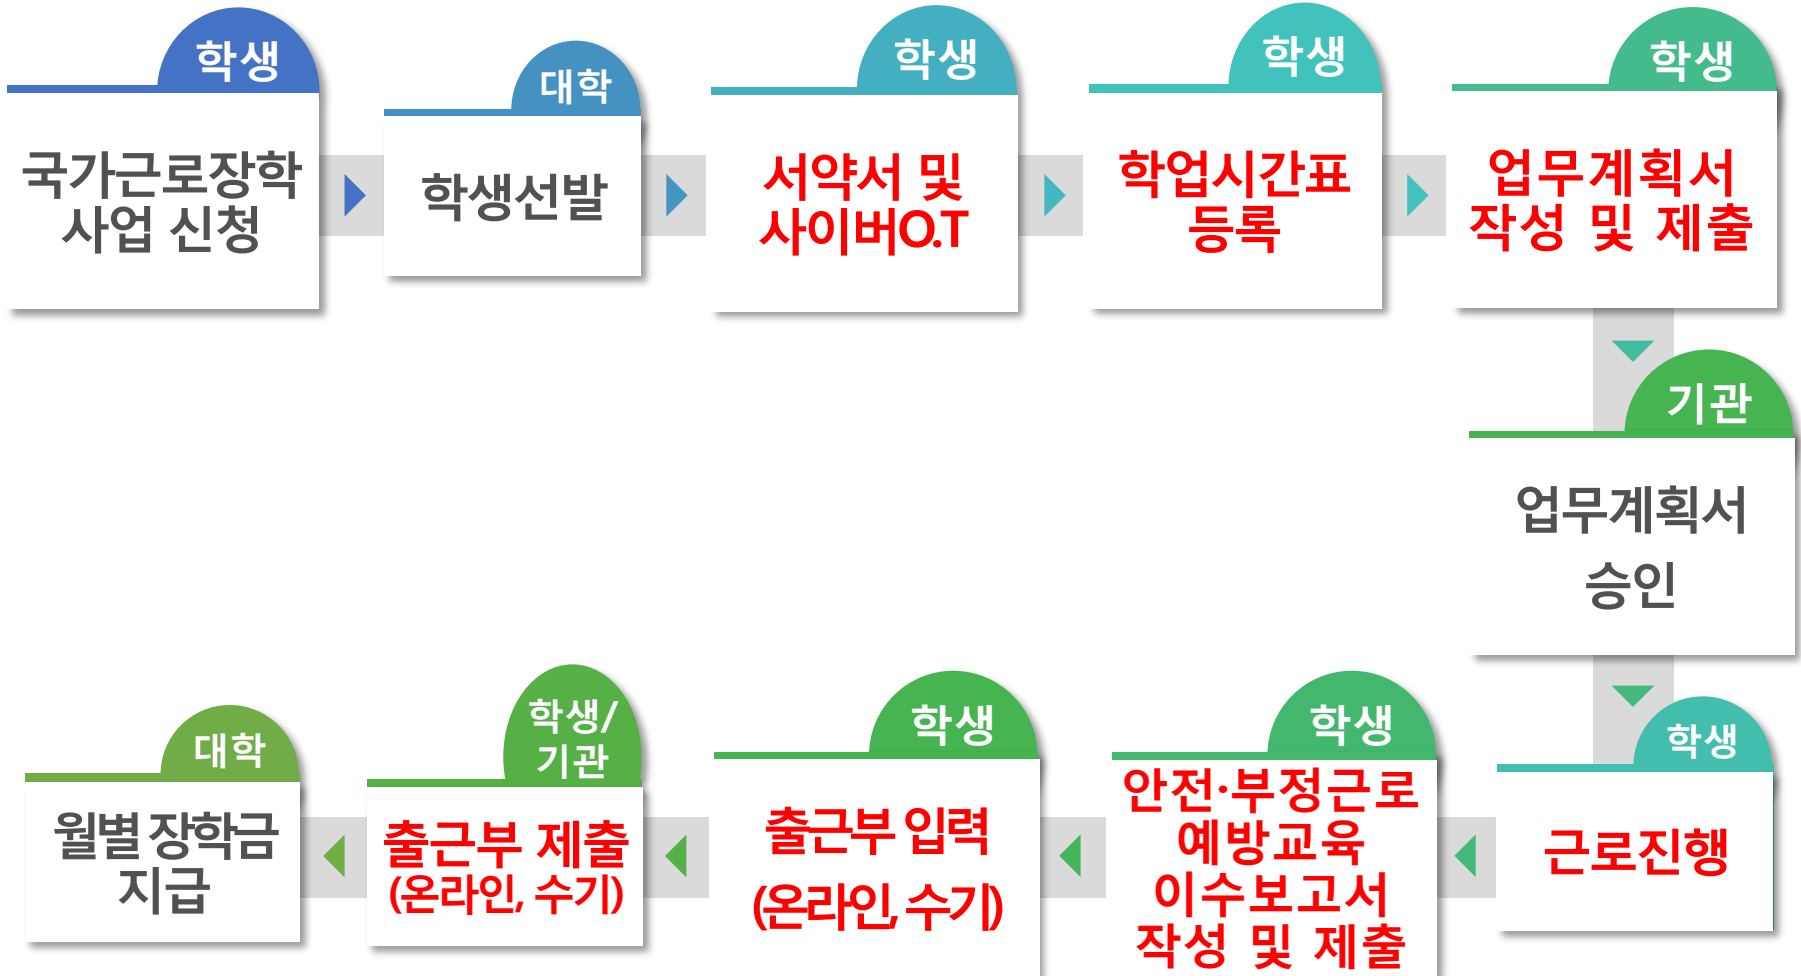 학생
국가근로장학
사업 신청
대학
학생선발
학생
서약서 및
사이버O.T
학생
학업시간표
등록
학생
업무계획서
작성 및 제출
기관
업무계획서
승인
학생
근로진행
학생
안전·부정근로
예방교육
이수보고서
작성 및 제출
학생
출근부 입력
(온라인, 수기)
학생/
기관
출근부 제출
(온라인, 수기)
대학
월별 장학금
지급